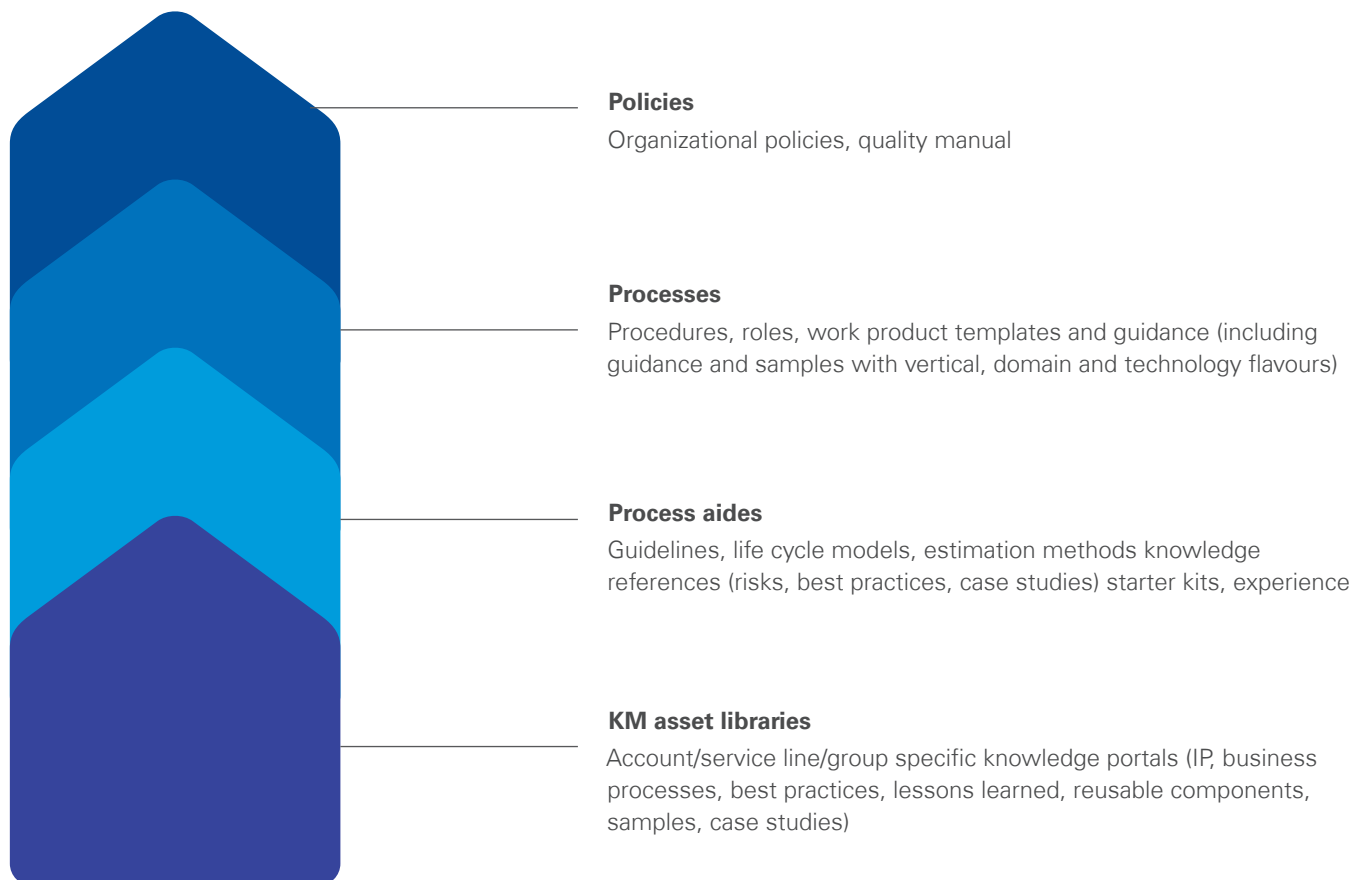 Policies
Organizational policies, quality manual
Processes
Procedures, roles, work product templates and guidance (including
guidance and samples with vertical, domain and technology flavours)
Process aides
Guidelines, life cycle models, estimation methods knowledge
references (risks, best practices, case studies) starter kits, experience
KM asset libraries
Account/service line/group specific knowledge portals (IP, business
processes, best practices, lessons learned, reusable components,
samples, case studies)